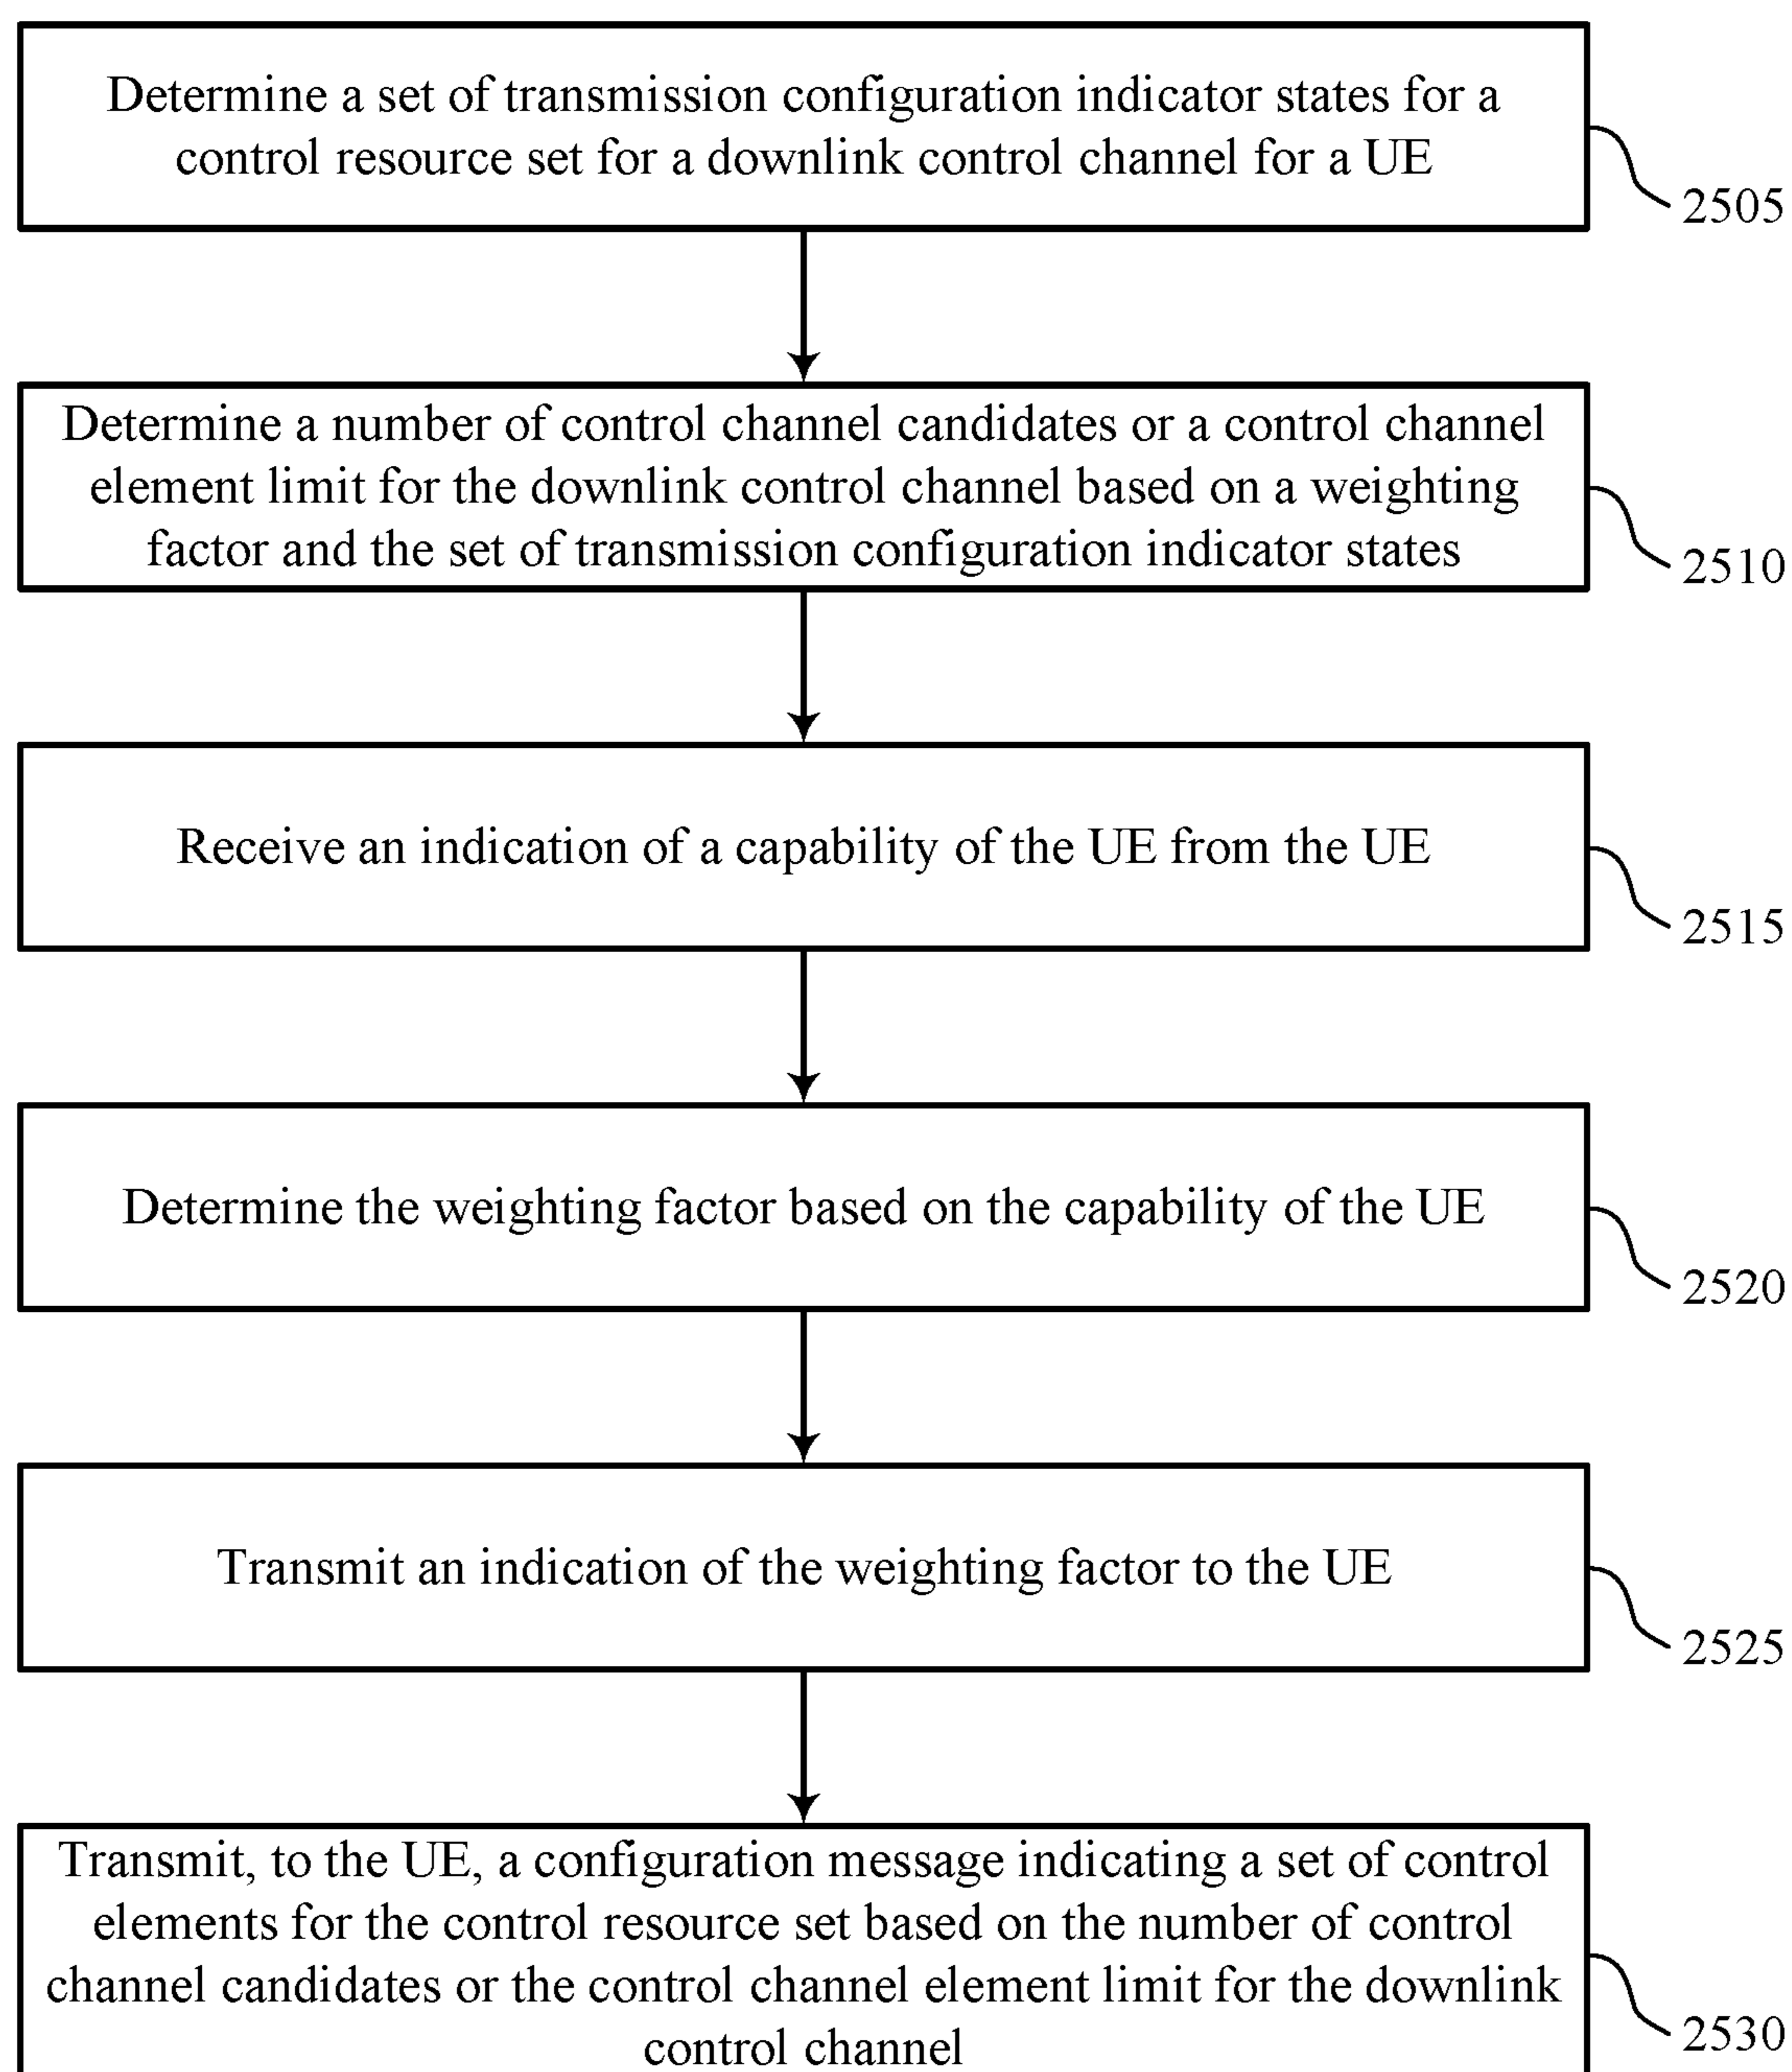 Determine a set of transmission configuration indicator states for a
control resource set for a downlink control channel for a UE
2505
Determine a number of control channel candidates or a control channel
element limit for the downlink control channel based on a weighting
factor and the set of transmission configuration indicator states
2510
Receive an indication of a capability of the UE from the UE
2515
Determine the weighting factor based on the capability of the UE
2520
Transmit an indication of the weighting factor to the UE
2525
Transmit, to the UE, a configuration message indicating a set of control
elements for the control resource set based on the number of control
channel candidates or the control channel element limit for the downlink
control channel
2530